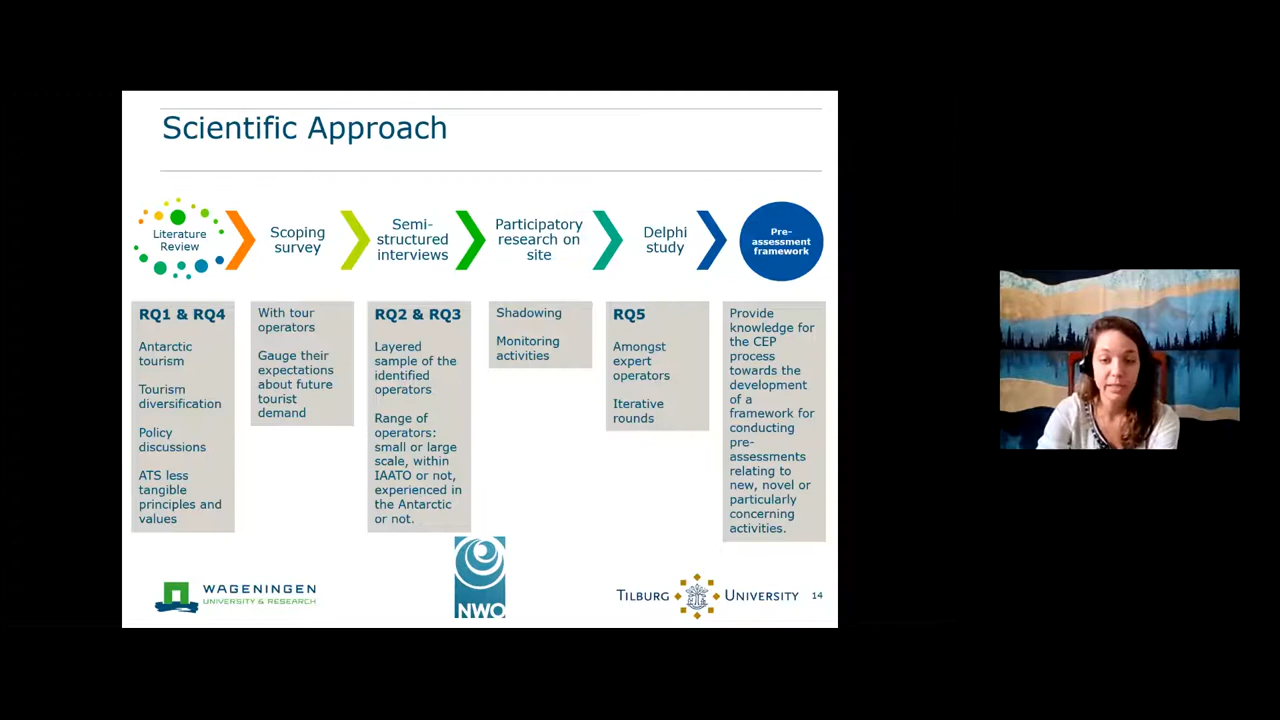 Scientific Approach
Literature
Review
Scoping
survey
Semi-
structured
interviews
Participatory
research on
site
Delphi
study
Pre-
assessment
framework
RQ1 & RQ4
Antarctic
tourism
Tourism
diversification
Policy
discussions
ATS less
tangible
principles and
values
With tour
operators
Gauge their
expectations
about future
tourist
demand
RQ2 & RQ3
Layered
sample of the
identified
operators
Range of
operators:
small or large
scale, within
IAATO or not,
experienced in
the Antarctic
or not.
Shadowing
Monitoring
activities
RQ5
Amongst
expert
operators
Iterative
rounds
Provide
knowledge for
the CEP
process
towards the
development
of a
framework for
conducting
pre-
assessments
relating to
new, novel or
particularly
concerning
activities.
WAGENINGEN
UNIVERSITY & RESEARCH
NWO
TILBURG UNIVERSITY
14